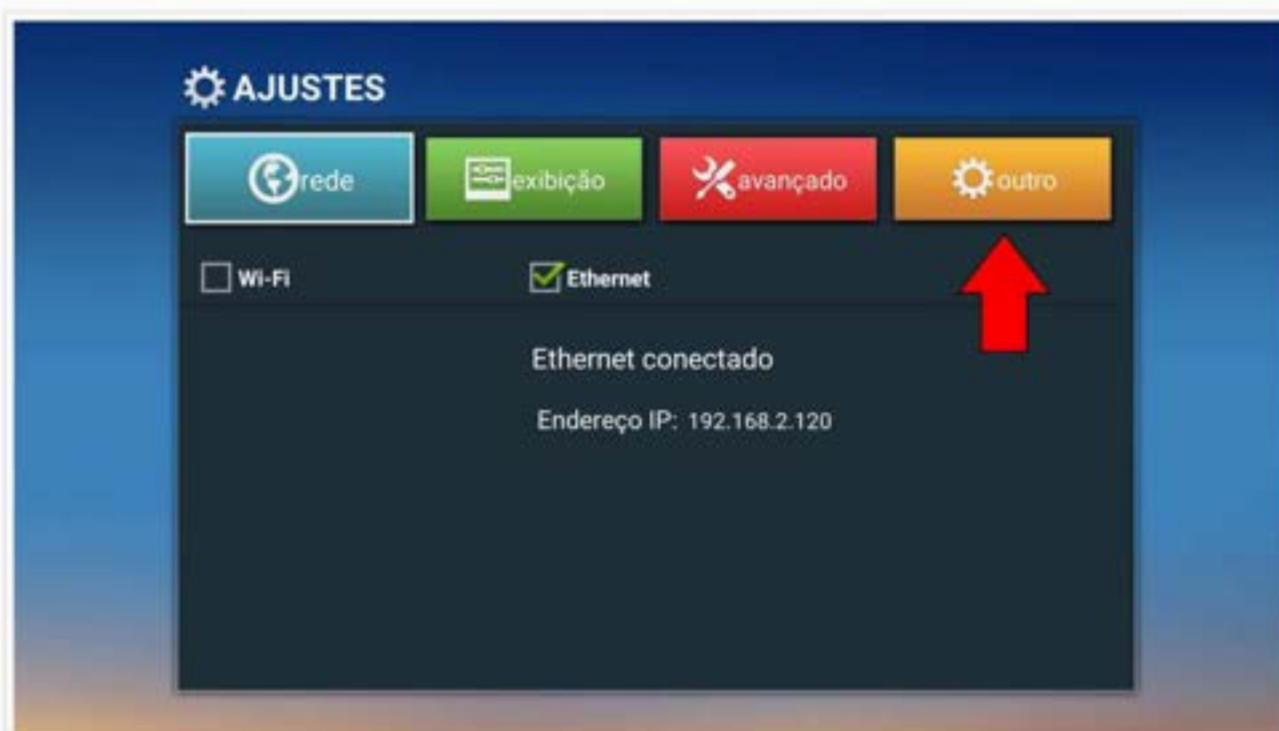 AJUSTES
rede exibição avançado outro
Wi-Fi Ethernet
Ethernet conectado
Endereço IP: 192.168.2.120